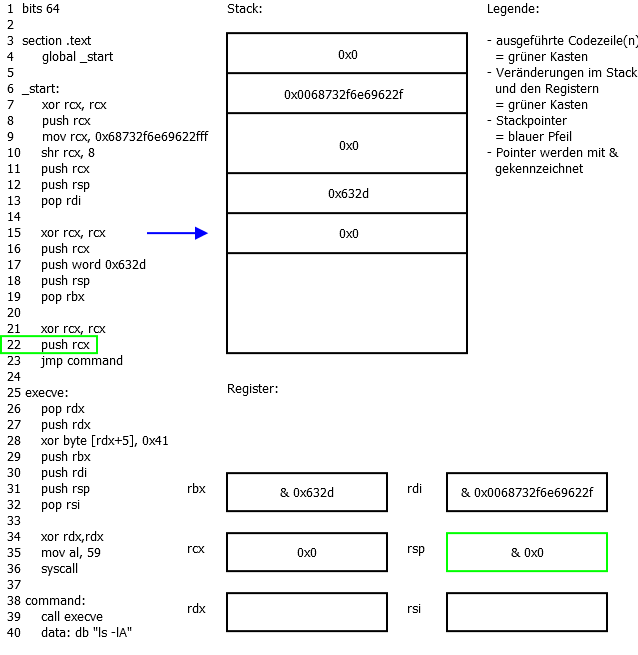 1 bits 64
2
3 section .text
4 global _start
5
6 _start:
7 xor rcx, rcx
8 push rcx
9 mov rcx, 0x68732f6e69622fff
10 shr rcx, 8
11 push rcx
12 push rsp
13 pop rdi
14
15 xor rcx, rcx
16 push rcx
17 push word 0x632d
18 push rsp
19 pop rbx
20
21 xor rcx, rcx
22 push rcx
23 jmp command
24
25 execve:
26 pop rdx
27 push rdx
28 xor byte [rdx+5], 0x41
29 push rbx
30 push rdi
31 push rsp
32 pop rsi
33
34 xor rdx,rdx
35 mov al, 59
36 syscall
37
38 command:
39 call execve
40 data: db "ls -lA"
Stack:
0x0
0x0068732f6e69622f
0x0
0x632d
0x0
Legende:
- ausgeführte Codezeile(n)
= grüner Kasten
- Veränderungen im Stack
und den Registern
= grüner Kasten
- Stackpointer
= blauer Pfeil
- Pointer werden mit &
gekennzeichnet
Register:
rbx & 0x632d rdi & 0x0068732f6e69622f
rcx 0x0 rsp & 0x0
rdx rsi